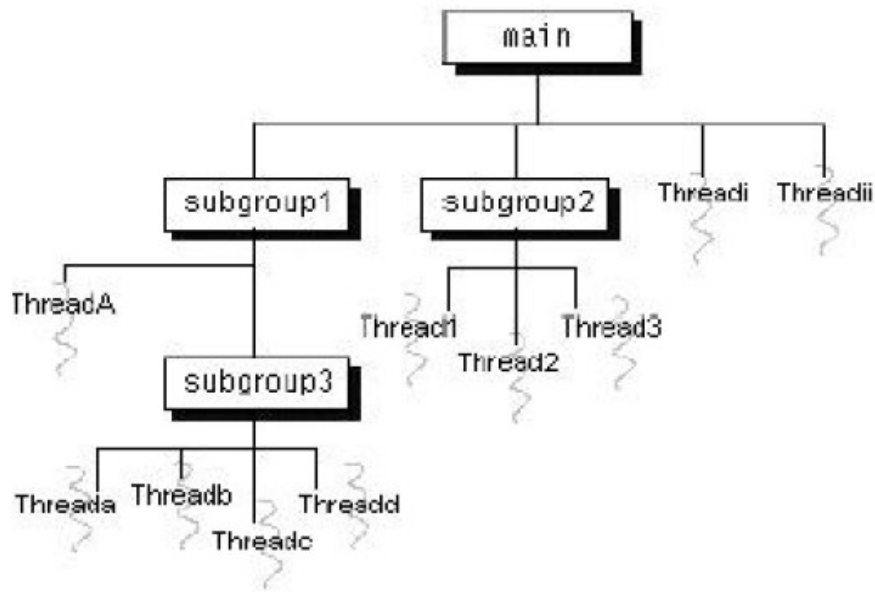 main
subgroup1
subgroup2
Threadi
Threadii
ThreadA
Thread1
Thread2
Thread3
subgroup3
Threada
Threadb
Threadc
Threadd